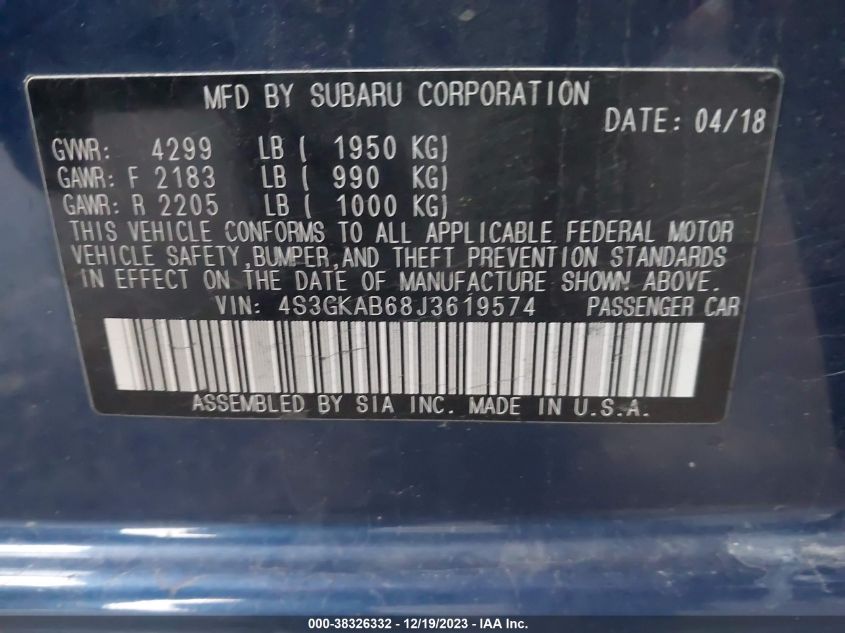 MFD BY SUBARU CORPORATION
DATE: 04/18
GVWR: 4299 LB ( 1950 KG)
GAWR: F 2183 LB ( 990 KG)
GAWR: R 2205 LB ( 1000 KG)
THIS VEHICLE CONFORMS TO ALL APPLICABLE FEDERAL MOTOR
VEHICLE SAFETY,BUMPER,AND THEFT PREVENTION STANDARDS
IN EFFECT ON THE DATE OF MANUFACTURE SHOWN ABOVE.
VIN: 4S3GKAB68J3619574 PASSENGER CAR
ASSEMBLED BY SIA INC. MADE IN U.S.A.
000-38326332 - 12/19/2023 - IAA Inc.